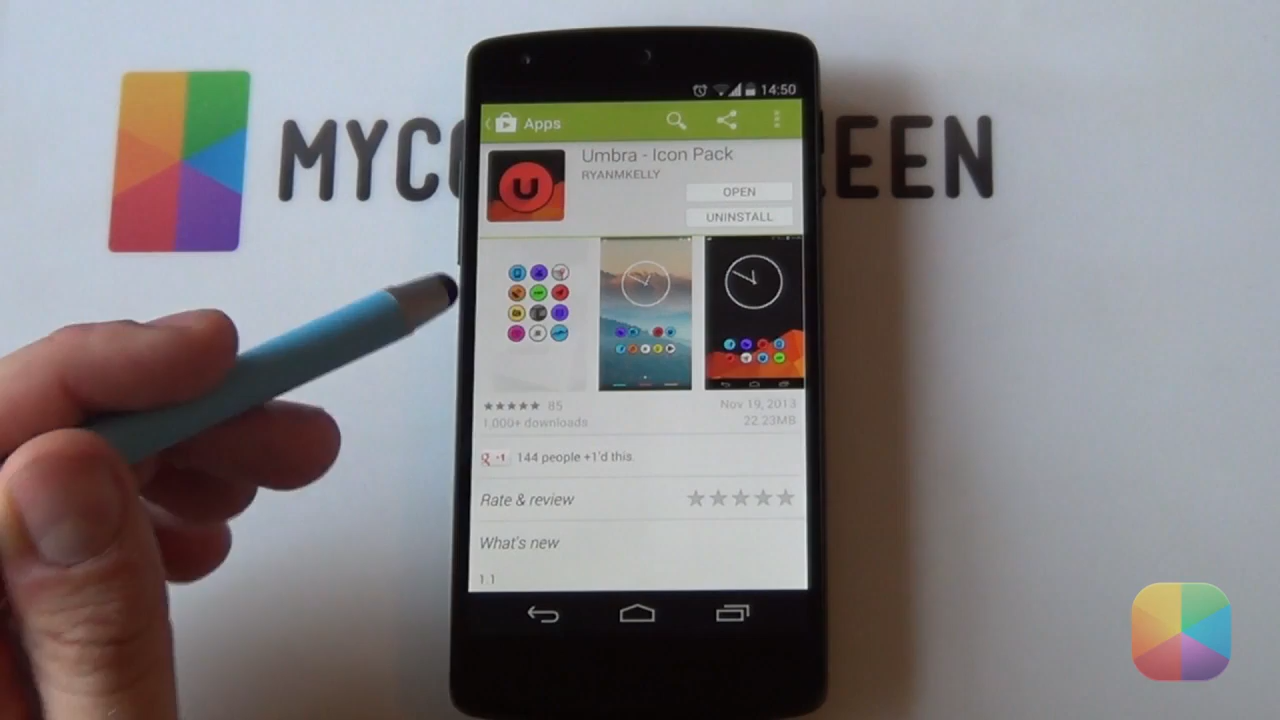 14:50
Apps
MYC
EEN
Umbra - Icon Pack
RYANMKELLY
OPEN
UNINSTALL
85
Nov 19, 2013
1,000+ downloads
22.23MB
g +1 144 people +1'd this.
Rate & review
What's new
1.1